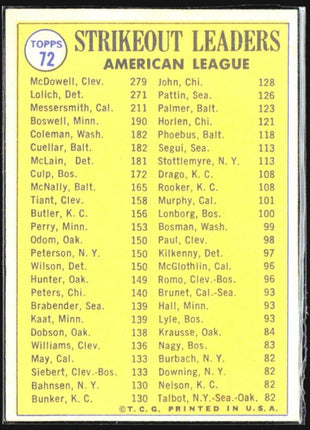 TOPPS
72
STRIKEOUT LEADERS
AMERICAN LEAGUE
McDowell, Clev. 279 John, Chi. 128
Lolich, Det. 271 Pattin, Sea. 126
Messersmith, Cal. 211 Palmer, Balt. 123
Boswell, Minn. 190 Horlen, Chi. 121
Coleman, Wash. 182 Phoebus, Balt. 118
Cuellar, Balt. 182 Segui, Sea. 113
McLain, Det. 181 Stottlemyre, N. Y. 113
Culp, Bos. 172 Drago, K. C. 108
McNally, Balt. 165 Rooker, K. C. 108
Tiant, Clev. 158 Murphy, Cal. 101
Butler, K. C. 156 Lonborg, Bos. 100
Perry, Minn. 153 Bosman, Wash. 99
Odom, Oak. 150 Paul, Clev. 98
Peterson, N. Y. 150 Kilkenny, Det. 97
Wilson, Det. 150 McGlothlin, Cal. 96
Hunter, Oak. 149 Romo, Clev.-Bos. 96
Peters, Chi. 140 Brunet, Cal.-Sea. 93
Brabender, Sea. 139 Hall, Minn. 93
Kaat, Minn. 139 Lyle, Bos. 93
Dobson, Oak. 138 Krausse, Oak. 84
Williams, Clev. 136 Nagy, Bos. 83
May, Cal. 133 Burbach, N. Y. 82
Siebert, Clev.-Bos. 133 Downing, N. Y. 82
Bahnsen, N. Y. 130 Nelson, K. C. 82
Bunker, K. C. 130 Talbot, N.Y.-Sea.-Oak. 82
© T. C. G. PRINTED IN U. S. A.